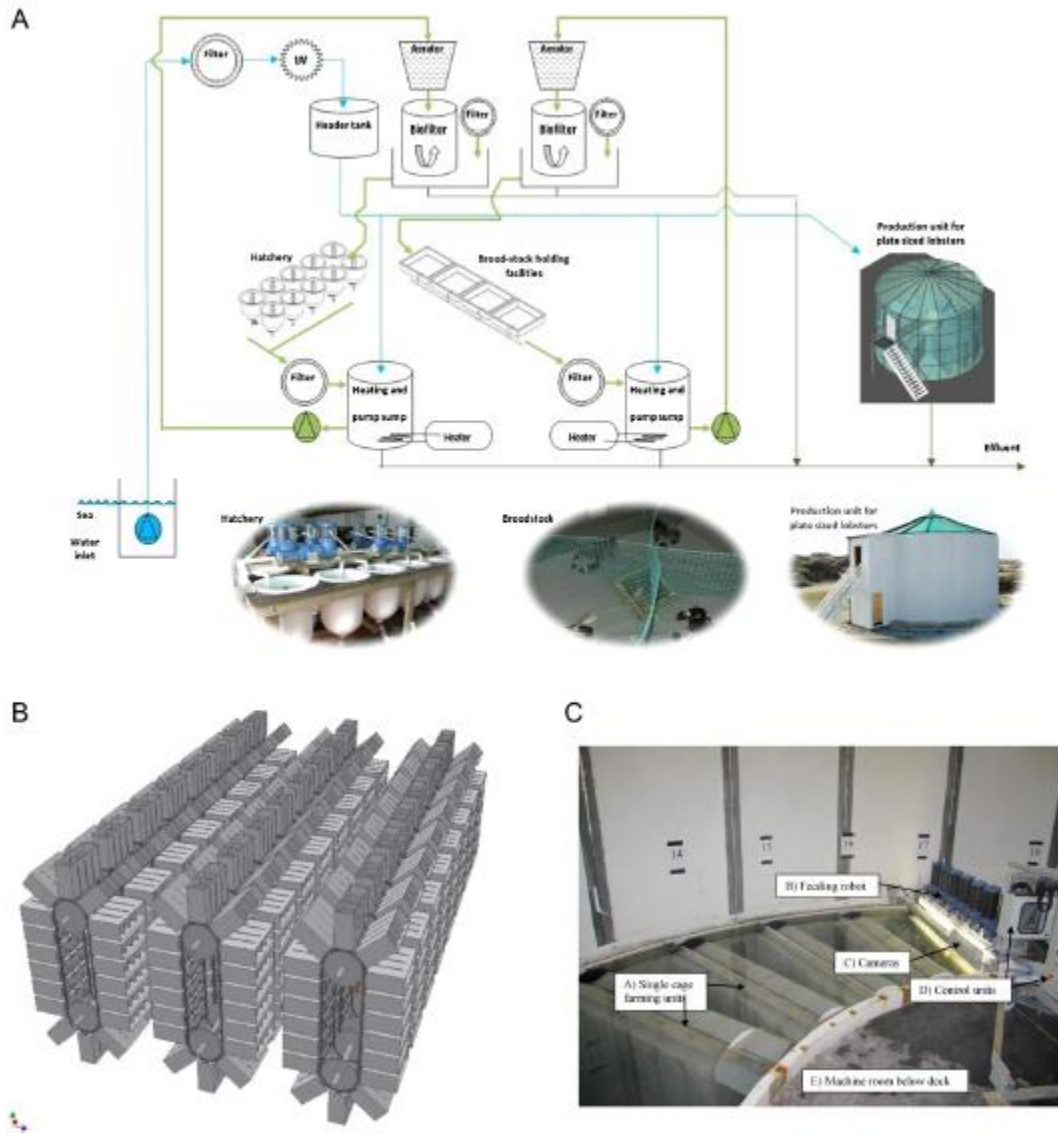 A
Filter
UV
Header tank
Aerator
Biofilter
Filter
Aerator
Biofilter
Filter
Hatchery
Brood-stock holding
facilities
Production unit for
plate sized lobsters
Filter
Heating and
pump sump
Heater
Filter
Heating and
pump sump
Heater
Effluent
Sea
Water
inlet
Hatchery
Broodstock
Production unit for
plate sized lobsters
B
C
14
15
16
17
B) Feeding robot
C) Cameras
A) Single cage
farming units
D) Control units
E) Machine room below deck